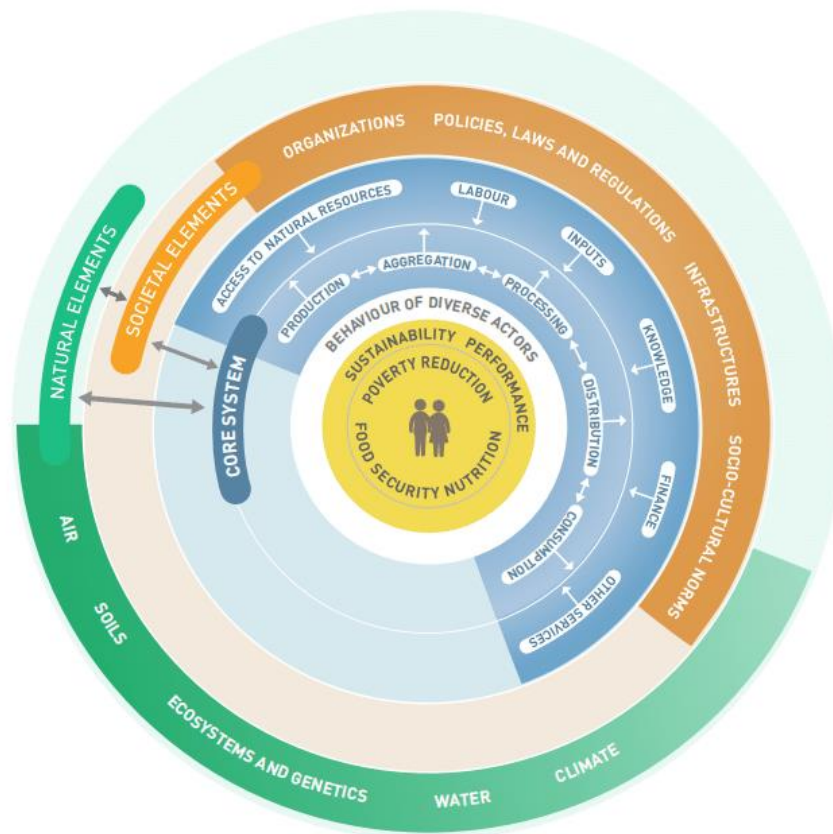 ORGANIZATIONS
POLICIES, LAWS AND REGULATIONS
INFRASTRUCTURES
SOCIO-CULTURAL NORMS
SOCIETAL ELEMENTS
NATURAL ELEMENTS
ACCESS TO NATURAL RESOURCES
LABOUR
INPUTS
KNOWLEDGE
FINANCE
OTHER SERVICES
PRODUCTION
AGGREGATION
PROCESSING
DISTRIBUTION
CONSUMPTION
CORE SYSTEM
BEHAVIOUR OF DIVERSE ACTORS
SUSTAINABILITY PERFORMANCE
POVERTY REDUCTION
FOOD SECURITY NUTRITION
AIR
SOILS
ECOSYSTEMS AND GENETICS
WATER
CLIMATE